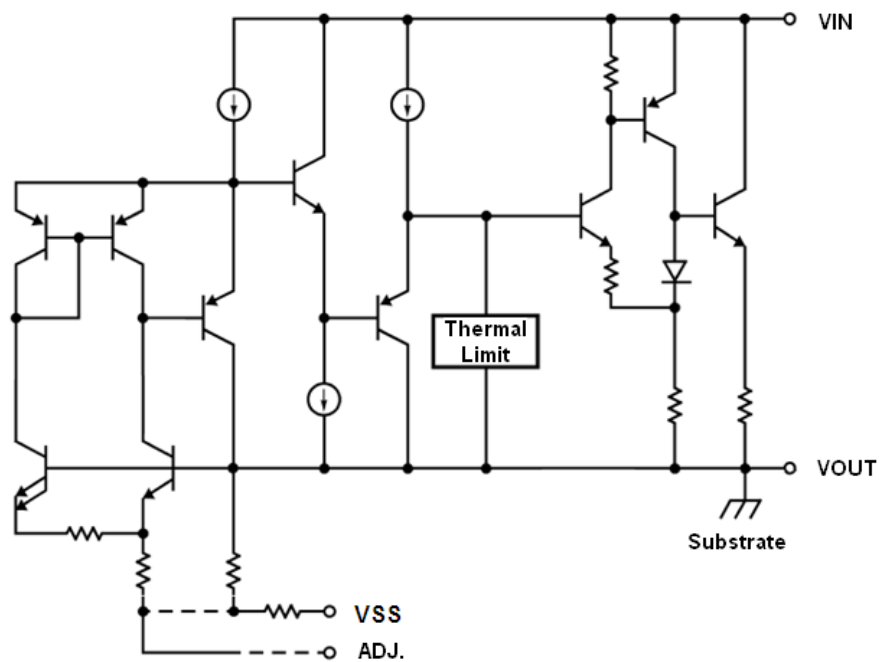 VIN
Thermal
Limit
VOUT
Substrate
VSS
ADJ.